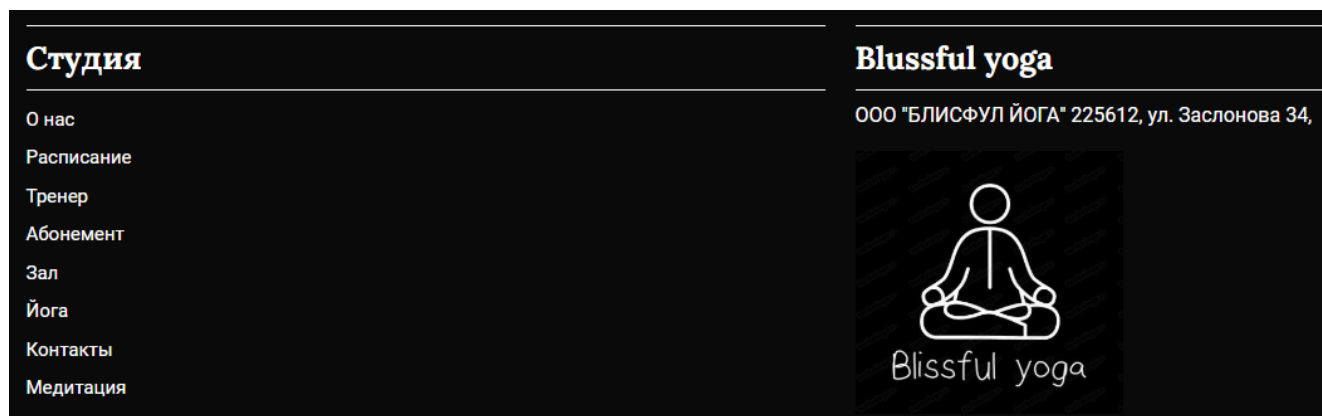 Студия
О нас
Расписание
Тренер
Абонемент
Зал
Йога
Контакты
Медитация
Blussful yoga
ООО "БЛИСФУЛ ЙОГА" 225612, ул. Заслонова 34,
Blissful yoga